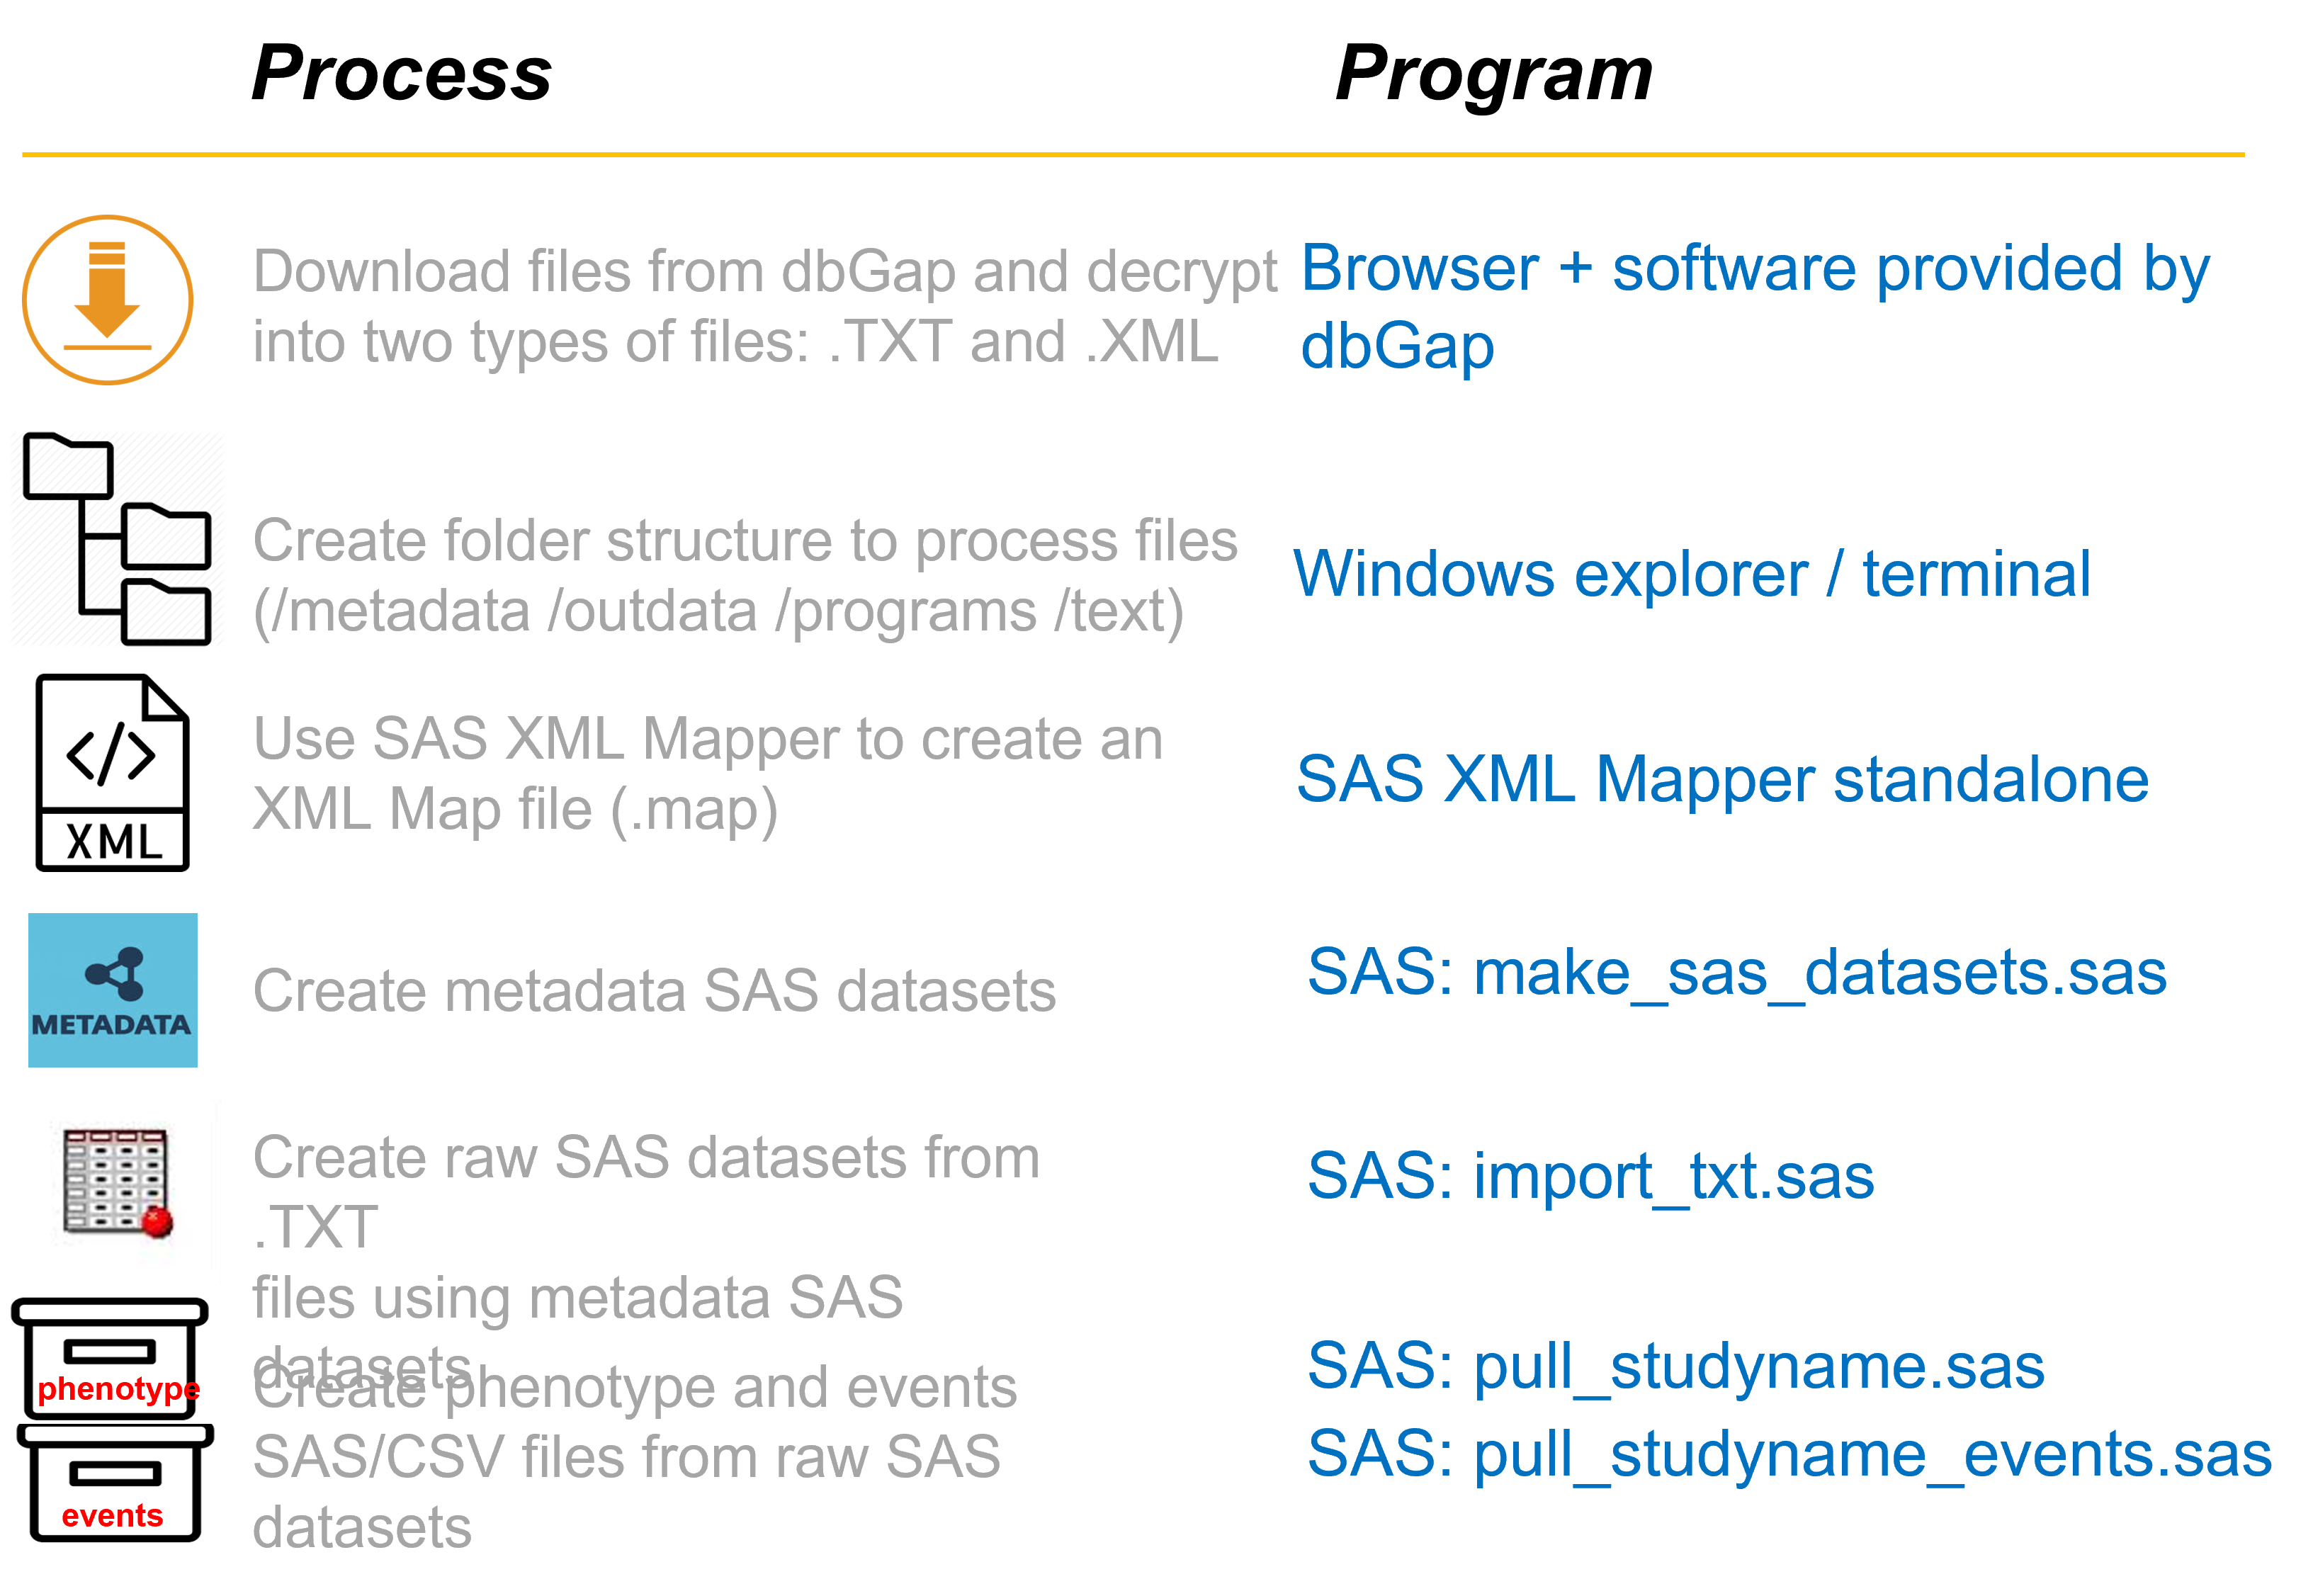 Process
Program
Download files from dbGap and decrypt
into two types of files: .TXT and .XML
Browser + software provided by
dbGap
Create folder structure to process files
(/metadata /outdata /programs /text)
Windows explorer / terminal
XML
Use SAS XML Mapper to create an
XML Map file (.map)
SAS XML Mapper standalone
METADATA
Create metadata SAS datasets
SAS: make_sas_datasets.sas
Create raw SAS datasets from
.TXT
files using metadata SAS
datasets
SAS: import_txt.sas
phenotype
events
Create phenotype and events
SAS/CSV files from raw SAS
datasets
SAS: pull_studyname.sas
SAS: pull_studyname_events.sas